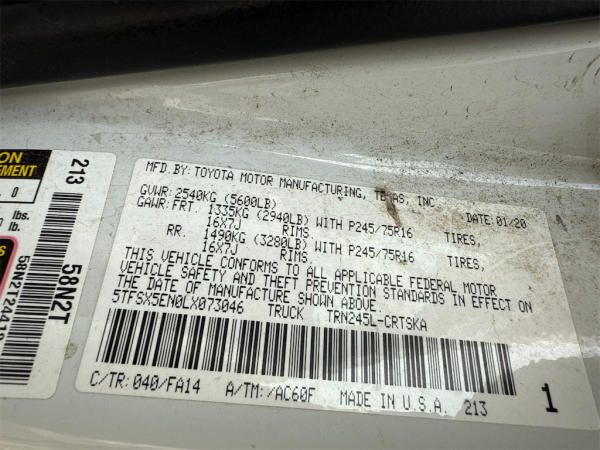 ON
EMENT
0
lbs.
lbs.
213
58N2T
58N2T24419
MFD.BY:TOYOTA MOTOR MANUFACTURING, TEXAS, INC.
GVWR:2540KG (5600LB) DATE: 01/20
GAWR:FRT. 1335KG (2940LB) WITH P245/75R16 TIRES,
16X7J RIMS
RR. 1490KG (3280LB) WITH P245/75R16 TIRES,
16X7J RIMS
THIS VEHICLE CONFORMS TO ALL APPLICABLE FEDERAL MOTOR
VEHICLE SAFETY AND THEFT PREVENTION STANDARDS IN EFFECT ON
THE DATE OF MANUFACTURE SHOWN ABOVE.
5TFSX5EN0LX073046 TRUCK TRN245L-CRTSKA
C/TR:040/FA14 A/TM:/AC60F MADE IN U.S.A. 213 1